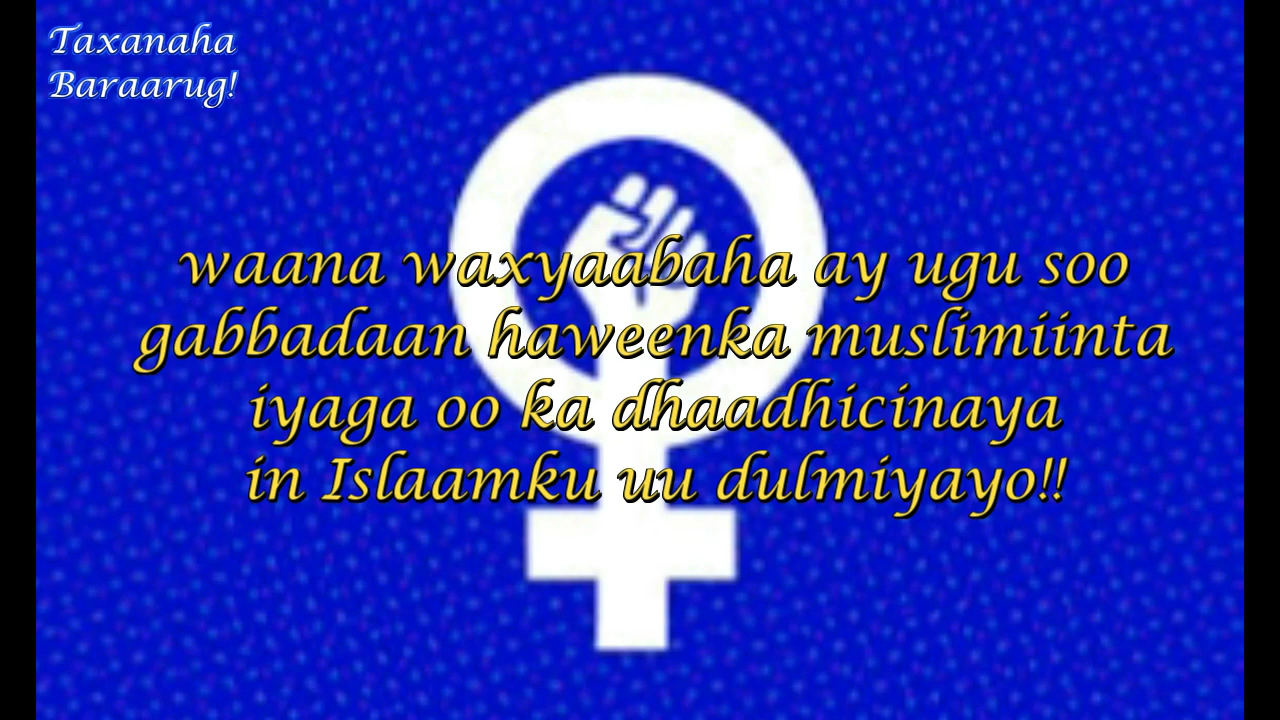 Taxanaha
Baraarug!
waana waxyaabaha ay ugu soo
gabbadaan haweenka muslimiinta
iyaga oo ka dhaadhicinaya
in Islaamku uu dulmiyayo!!